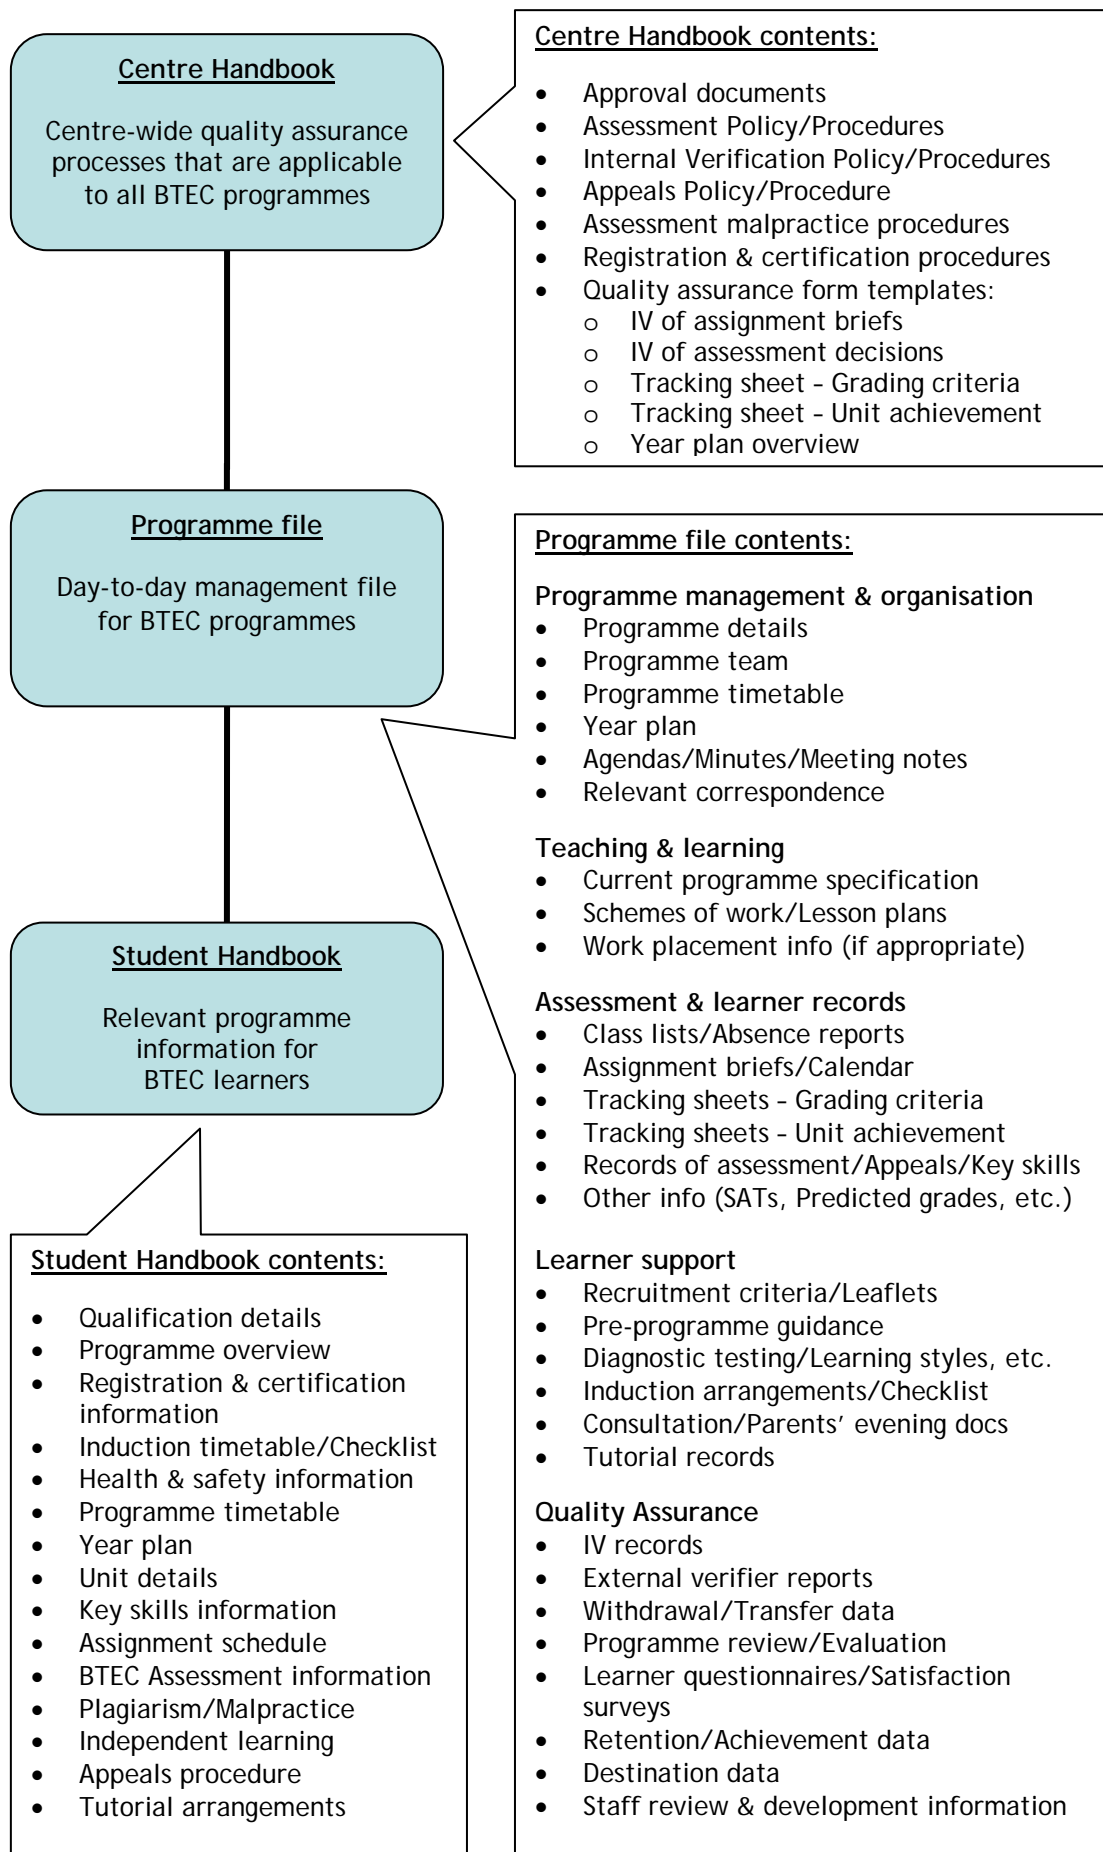 Centre Handbook
Centre-wide quality assurance
processes that are applicable
to all BTEC programmes
Centre Handbook contents:
• Approval documents
• Assessment Policy/Procedures
• Internal Verification Policy/Procedures
• Appeals Policy/Procedure
• Assessment malpractice procedures
• Registration & certification procedures
• Quality assurance form templates:
o IV of assignment briefs
o IV of assessment decisions
o Tracking sheet – Grading criteria
o Tracking sheet – Unit achievement
o Year plan overview
Programme file
Day-to-day management file
for BTEC programmes
Programme file contents:
Programme management & organisation
• Programme details
• Programme team
• Programme timetable
• Year plan
• Agendas/Minutes/Meeting notes
• Relevant correspondence
Teaching & learning
• Current programme specification
• Schemes of work/Lesson plans
• Work placement info (if appropriate)
Assessment & learner records
• Class lists/Absence reports
• Assignment briefs/Calendar
• Tracking sheets – Grading criteria
• Tracking sheets – Unit achievement
• Records of assessment/Appeals/Key skills
• Other info (SATs, Predicted grades, etc.)
Learner support
• Recruitment criteria/Leaflets
• Pre-programme guidance
• Diagnostic testing/Learning styles, etc.
• Induction arrangements/Checklist
• Consultation/Parents’ evening docs
• Tutorial records
Quality Assurance
• IV records
• External verifier reports
• Withdrawal/Transfer data
• Programme review/Evaluation
• Learner questionnaires/Satisfaction
surveys
• Retention/Achievement data
• Destination data
• Staff review & development information
Student Handbook
Relevant programme
information for
BTEC learners
Student Handbook contents:
• Qualification details
• Programme overview
• Registration & certification
information
• Induction timetable/Checklist
• Health & safety information
• Programme timetable
• Year plan
• Unit details
• Key skills information
• Assignment schedule
• BTEC Assessment information
• Plagiarism/Malpractice
• Independent learning
• Appeals procedure
• Tutorial arrangements